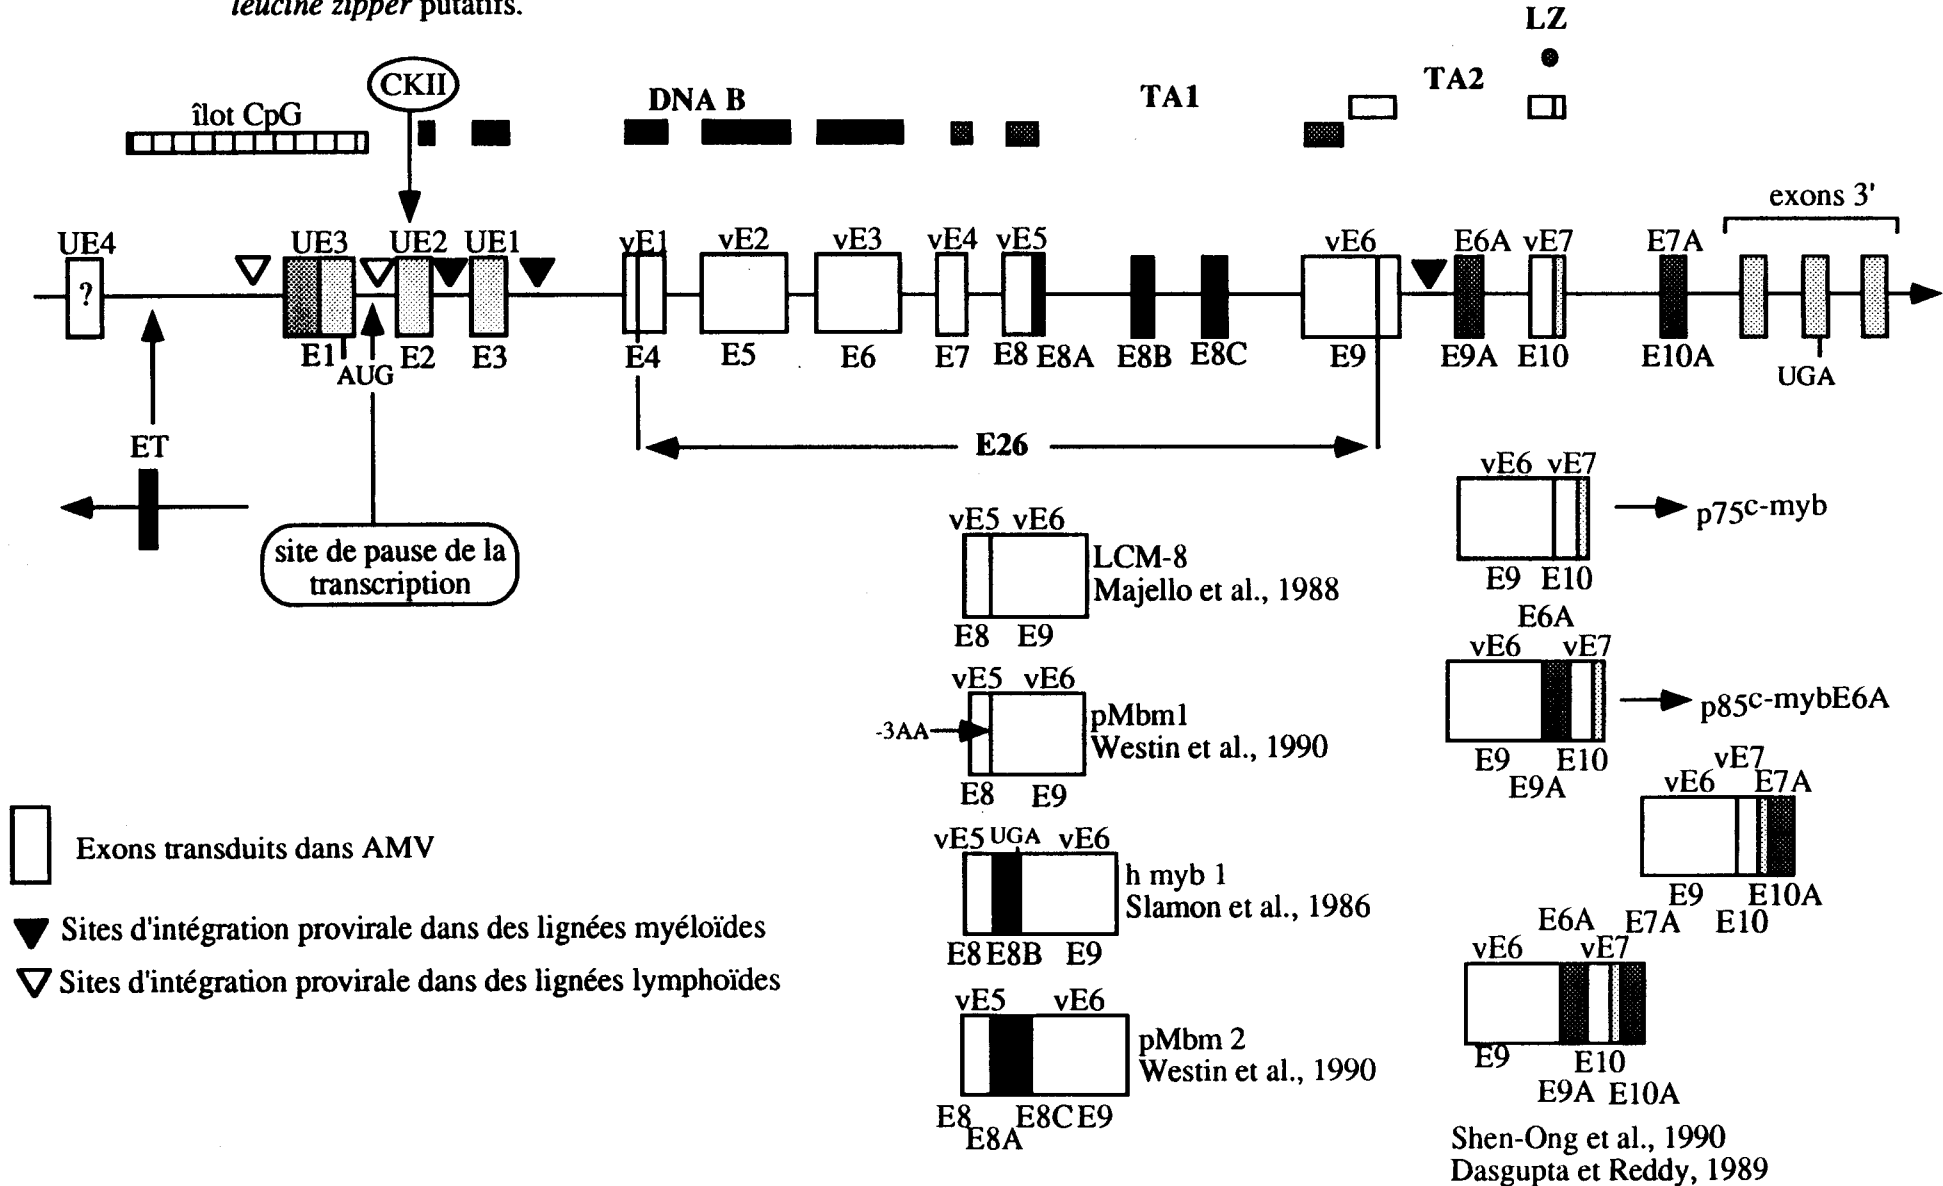 leucine zipper putatifs.
LZ
CKII
TA2
DNA B
TA1
îlot CpG
exons 3'
UE4
UE3
UE2
UE1
vE1
vE2
vE3
vE4
vE5
vE6
E6A
vE7
E7A
?
E1
AUG
E2
E3
E4
E5
E6
E7
E8
E8A
E8B
E8C
E9
E9A
E10
E10A
UGA
ET
E26
site de pause de la
transcription
vE5 vE6
LCM-8
Majello et al., 1988
E8 E9
vE5 vE6
-3AA
pMbm1
Westin et al., 1990
E8 E9
vE5 UGA vE6
h myb 1
Slamon et al., 1986
E8 E8B E9
vE5 vE6
pMbm 2
Westin et al., 1990
E8 E8C E9
E8A
vE6 vE7
p75c-myb
E9 E10
E6A
vE6 vE7
p85c-mybE6A
E9 E10
E9A
vE7
vE6 E7A
E9 E10A
E10
E6A E7A
vE6 vE7
E9 E10
E9A E10A
Shen-Ong et al., 1990
Dasgupta et Reddy, 1989
Exons transduits dans AMV
Sites d'intégration provirale dans des lignées myéloïdes
Sites d'intégration provirale dans des lignées lymphoïdes